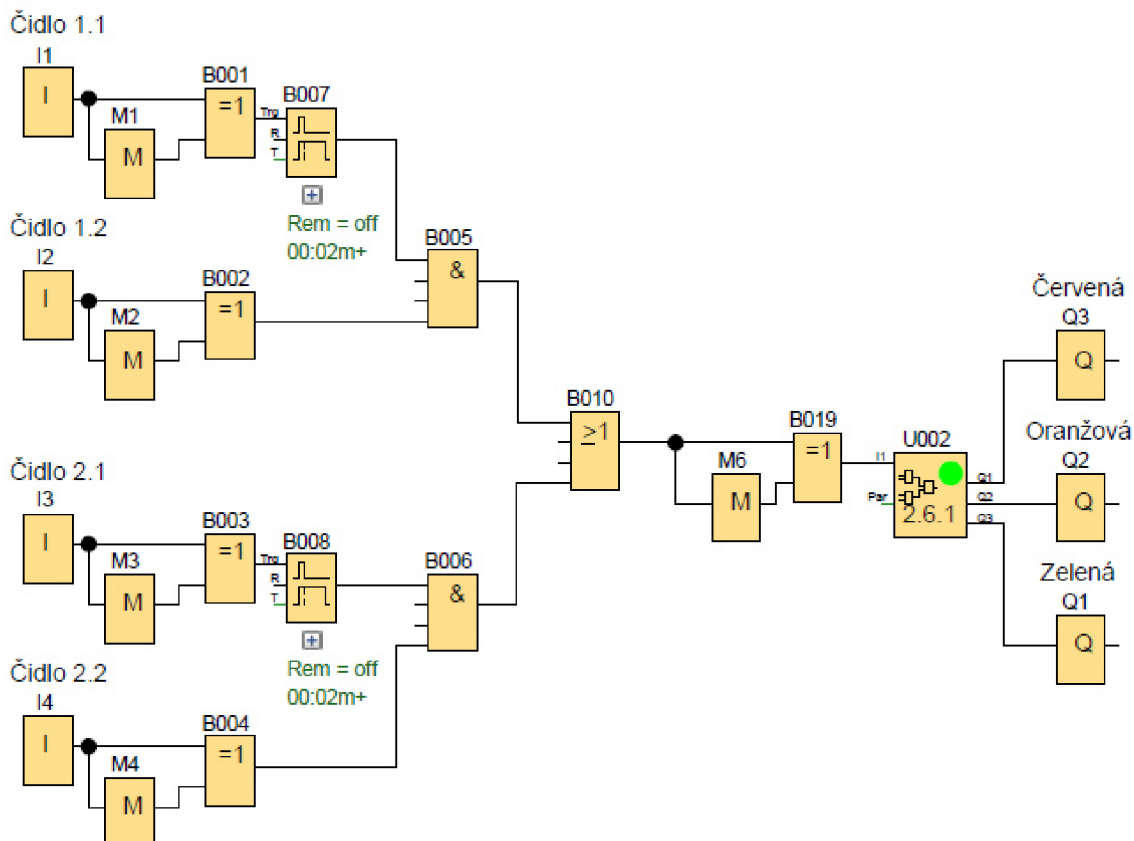 Čidlo 1.1
I1
I
M1
M
B001
=1
Trg
R
T
B007
Rem = off
00:02m+
Čidlo 1.2
I2
I
M2
M
B002
=1
B005
&
Čidlo 2.1
I3
I
M3
M
B003
=1
Trg
R
T
B008
Rem = off
00:02m+
B006
&
Čidlo 2.2
I4
I
M4
M
B004
=1
B010
≥1
M6
M
B019
=1
U002
I1
Par
2.6.1
Q1
Q2
Q3
Červená
Q3
Q
Oranžová
Q2
Q
Zelená
Q1
Q